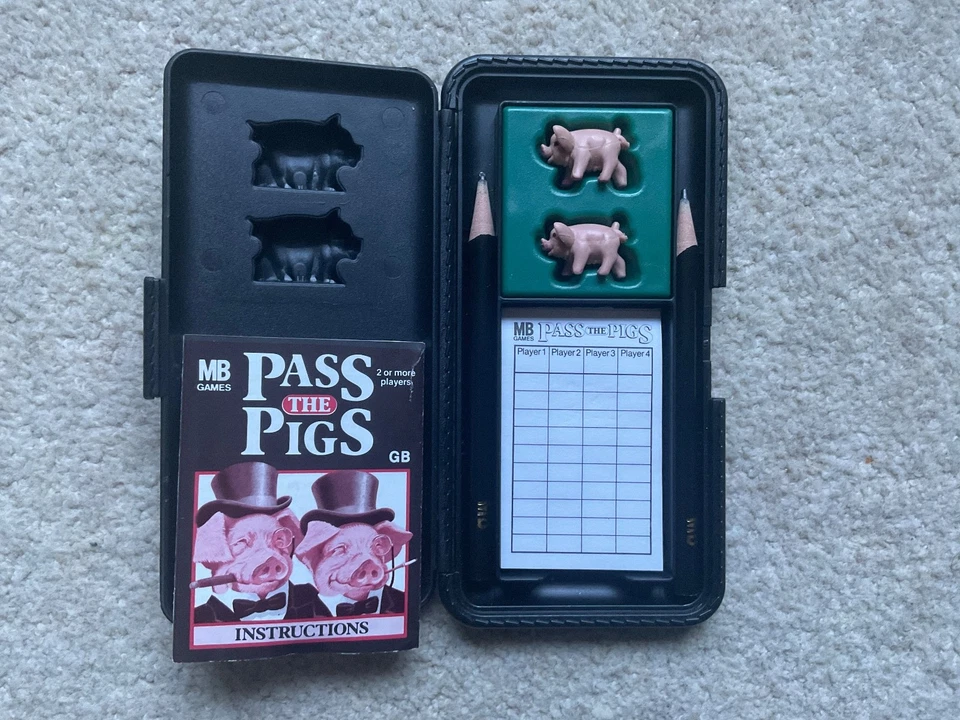 MB
GAMES
PASS
THE
PIGS
2 or more
players
GB
INSTRUCTIONS
MB
GAMES
PASS THE PIGS
Player 1 Player 2 Player 3 Player 4